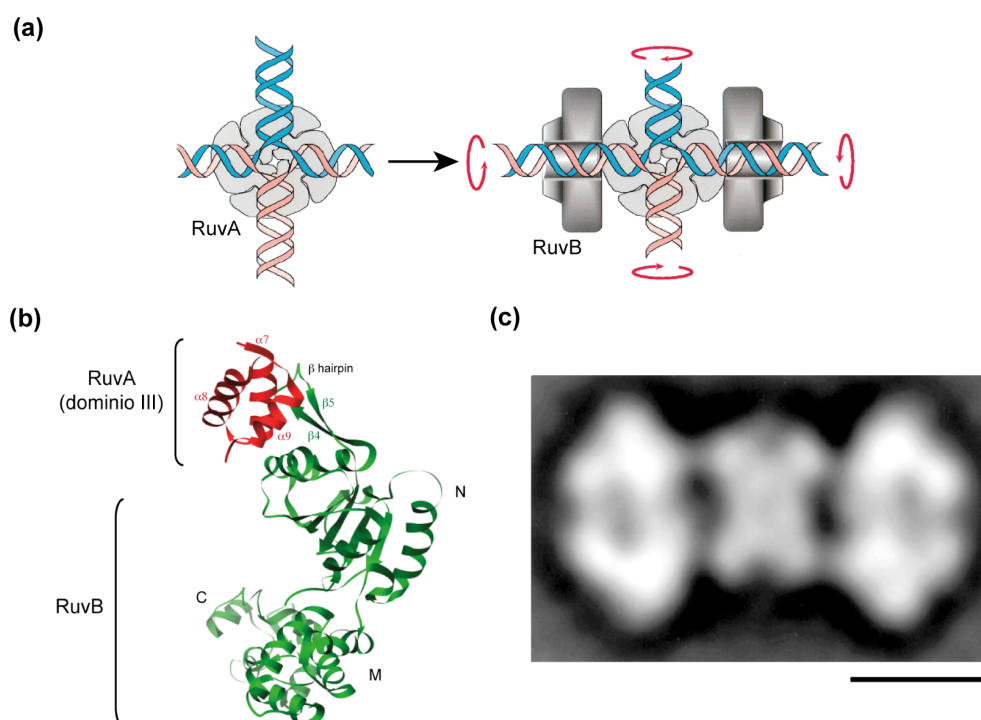 (a)
RuvA
RuvB
(b)
RuvA
(dominio III)
α7
β hairpin
α8
β5
α9
β4
N
RuvB
C
M
(c)